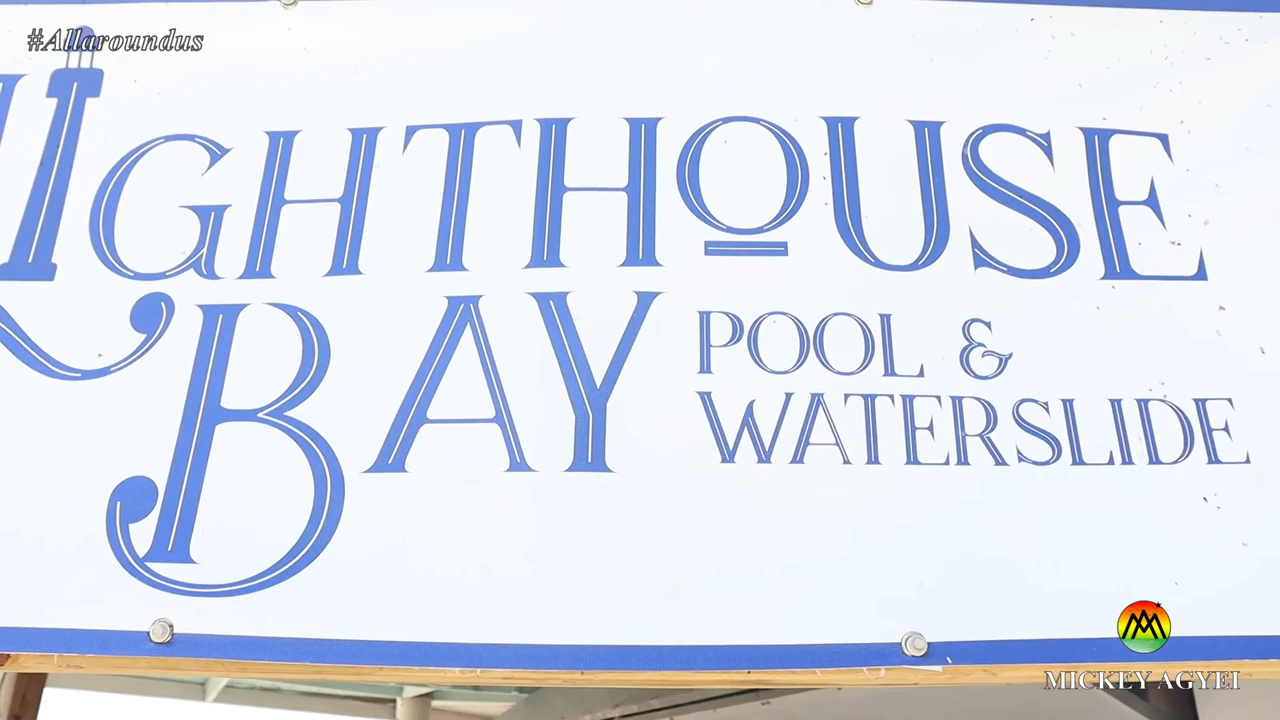 #Allaroundus
LIGHTHOUSE
BAY
POOL &
WATERSLIDE
MICKEY AGYEI